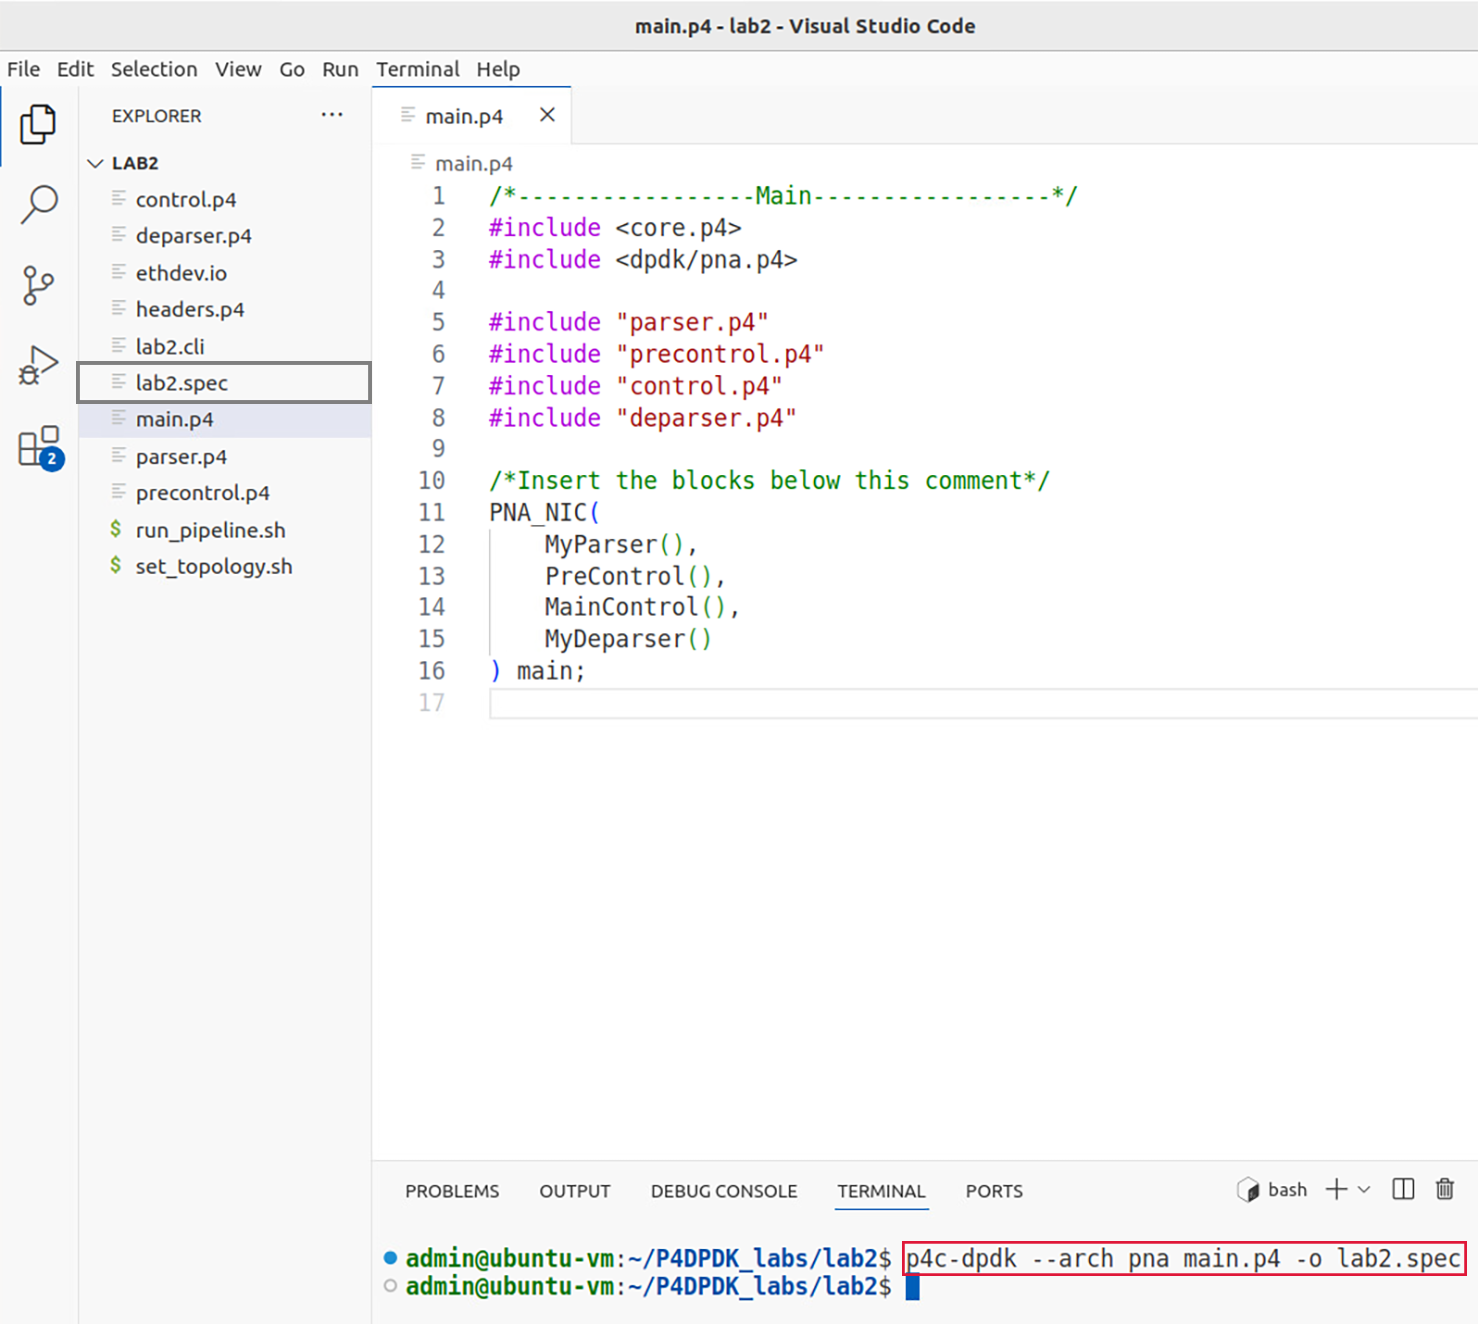 main.p4 - lab2 - Visual Studio Code
File Edit Selection View Go Run Terminal Help
EXPLORER ···
LAB2
control.p4
deparser.p4
ethdev.io
headers.p4
lab2.cli
lab2.spec
main.p4
parser.p4
precontrol.p4
$ run_pipeline.sh
$ set_topology.sh
2
main.p4
main.p4
1 /*-----------------Main-----------------*/
2 #include <core.p4>
3 #include <dpdk/pna.p4>
4
5 #include "parser.p4"
6 #include "precontrol.p4"
7 #include "control.p4"
8 #include "deparser.p4"
9
10 /*Insert the blocks below this comment*/
11 PNA_NIC(
12     MyParser(),
13     PreControl(),
14     MainControl(),
15     MyDeparser()
16 ) main;
17
PROBLEMS OUTPUT DEBUG CONSOLE TERMINAL PORTS bash
admin@ubuntu-vm:~/P4DPDK_labs/lab2$ p4c-dpdk --arch pna main.p4 -o lab2.spec
admin@ubuntu-vm:~/P4DPDK_labs/lab2$